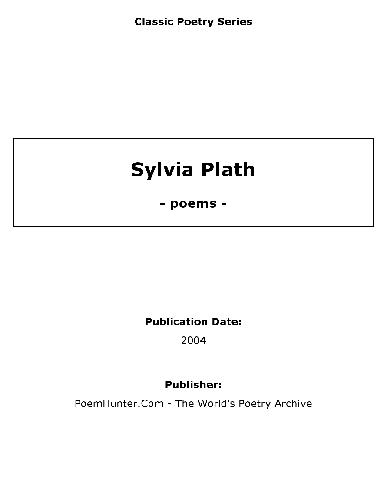 Classic Poetry Series
Sylvia Plath
- poems -
Publication Date:
2004
Publisher:
PoemHunter.Com - The World's Poetry Archive